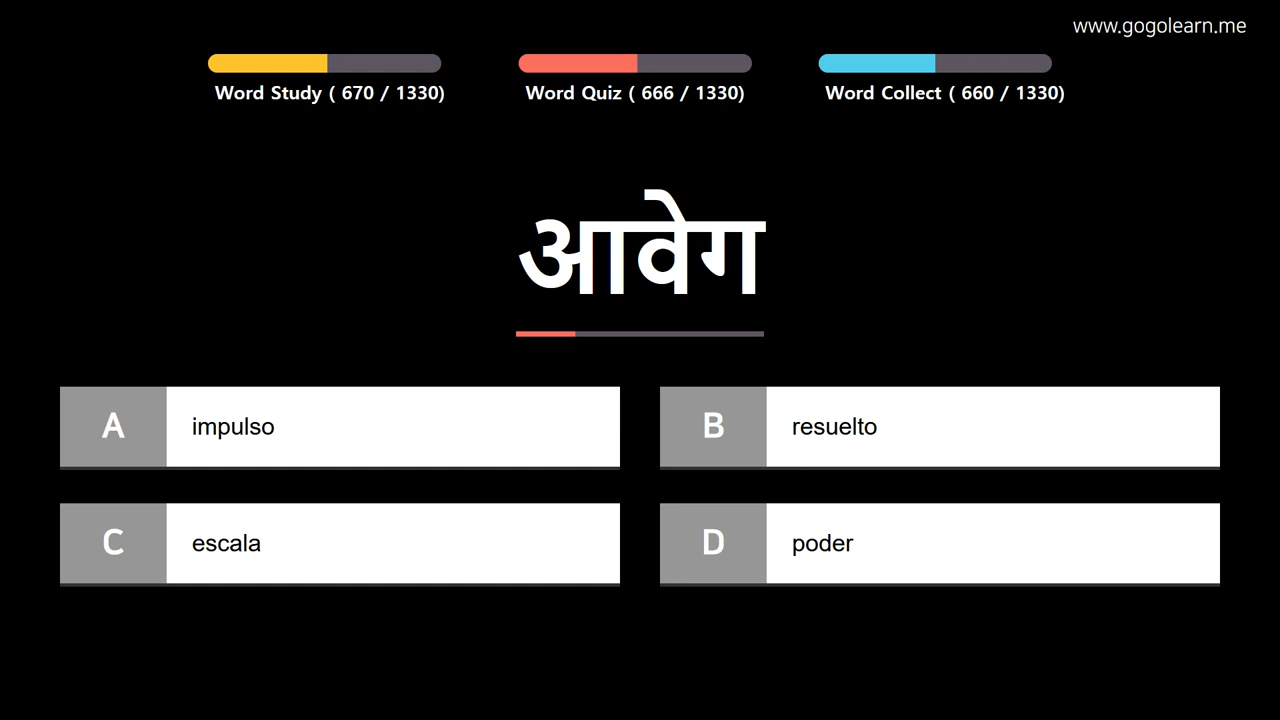 www.gogolearn.me
Word Study ( 670 / 1330)
Word Quiz ( 666 / 1330)
Word Collect ( 660 / 1330)
आवेग
A impulso
B resuelto
C escala
D poder